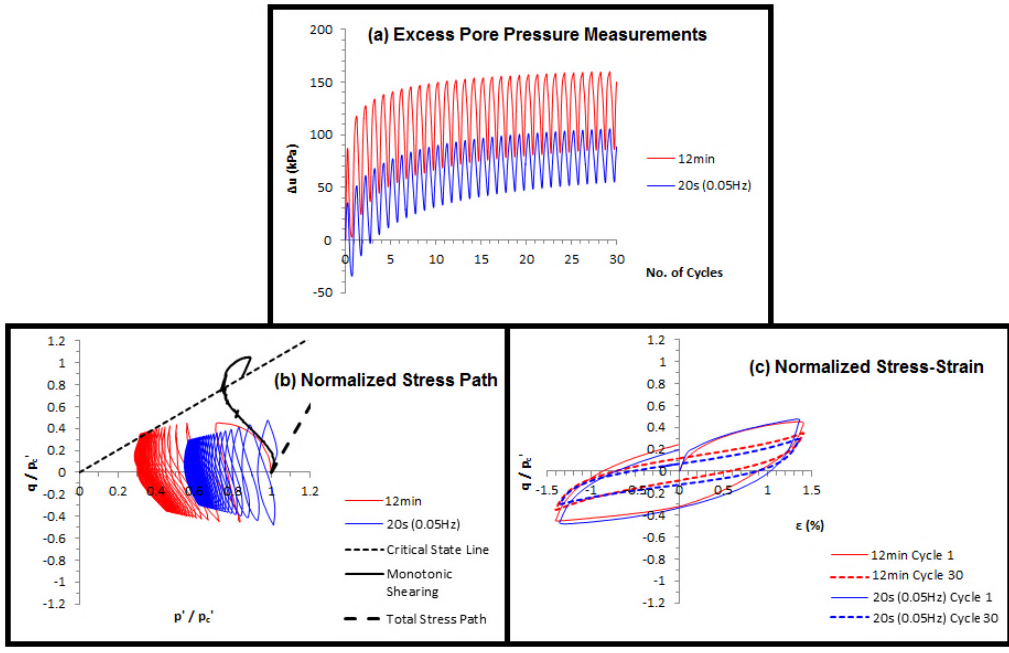 (a) Excess Pore Pressure Measurements
200
150
100
50
0
-50
Δu (kPa)
0 5 10 15 20 25 30
No. of Cycles
12min
20s (0.05Hz)
(b) Normalized Stress Path
1.2
1
0.8
0.6
0.4
0.2
0
-0.2
-0.4
-0.6
-0.8
-1
-1.2
q / pc'
0 0.2 0.4 0.6 0.8 1 1.2
p' / pc'
12min
20s (0.05Hz)
Critical State Line
Monotonic
Shearing
Total Stress Path
(c) Normalized Stress-Strain
1.2
1
0.8
0.6
0.4
0.2
0
-0.2
-0.4
-0.6
-0.8
-1
-1.2
q / pc'
-1.5 -1 -0.5 0 0.5 1 1.5
ε (%)
12min Cycle 1
12min Cycle 30
20s (0.05Hz) Cycle 1
20s (0.05Hz) Cycle 30